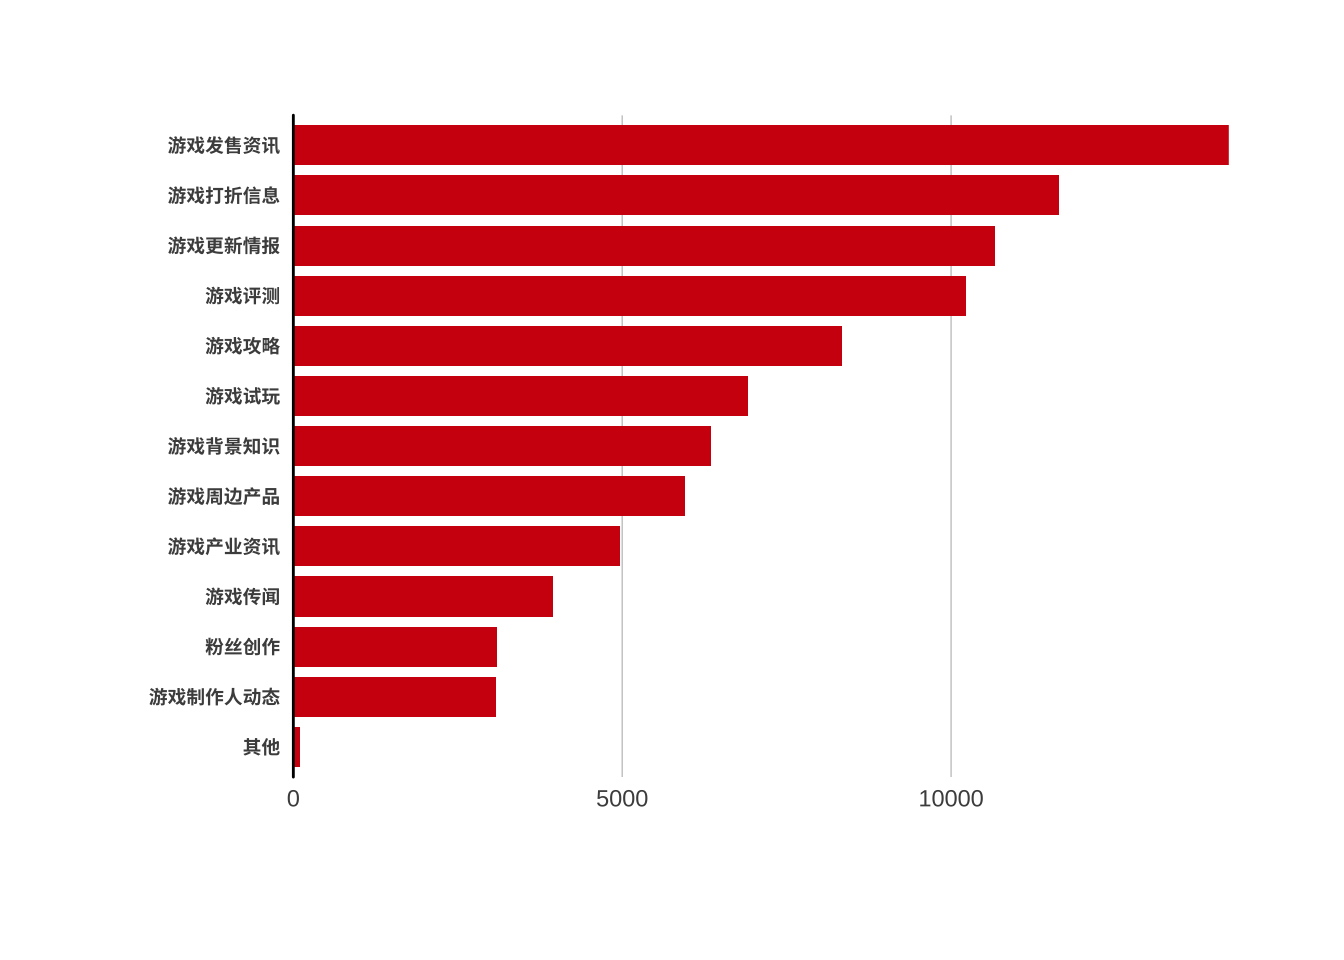 游戏发售资讯
游戏打折信息
游戏更新情报
游戏评测
游戏攻略
游戏试玩
游戏背景知识
游戏周边产品
游戏产业资讯
游戏传闻
粉丝创作
游戏制作人动态
其他
0 5000 10000